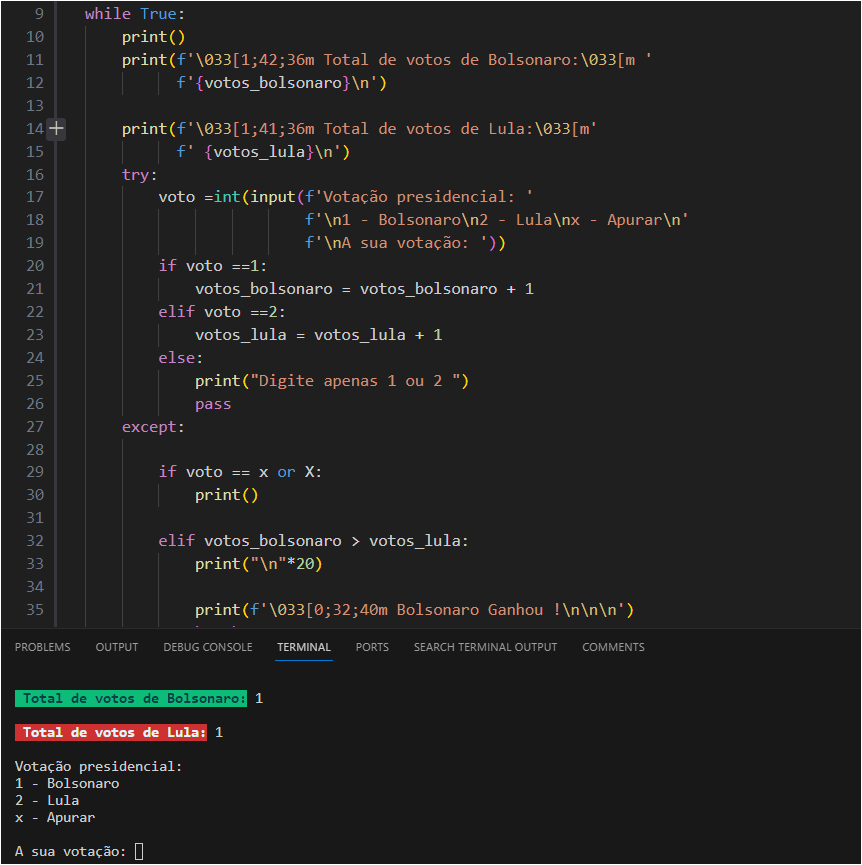 9 while True:
10 print()
11 print(f'\033[1;42;36m Total de votos de Bolsonaro:\033[m '
12 f'{votos_bolsonaro}\n')
13
14 print(f'\033[1;41;36m Total de votos de Lula:\033[m'
15 f' {votos_lula}\n')
16 try:
17 voto =int(input(f'Votação presidencial: '
18 f'\n1 - Bolsonaro\n2 - Lula\nx - Apurar\n'
19 f'\nA sua votação: '))
20 if voto ==1:
21 votos_bolsonaro = votos_bolsonaro + 1
22 elif voto ==2:
23 votos_lula = votos_lula + 1
24 else:
25 print("Digite apenas 1 ou 2 ")
26 pass
27 except:
28
29 if voto == x or X:
30 print()
31
32 elif votos_bolsonaro > votos_lula:
33 print("\n"*20)
34
35 print(f'\033[0;32;40m Bolsonaro Ganhou !\n\n\n')
PROBLEMS OUTPUT DEBUG CONSOLE TERMINAL PORTS SEARCH TERMINAL OUTPUT COMMENTS
Total de votos de Bolsonaro: 1
Total de votos de Lula: 1
Votação presidencial:
1 - Bolsonaro
2 - Lula
x - Apurar
A sua votação: